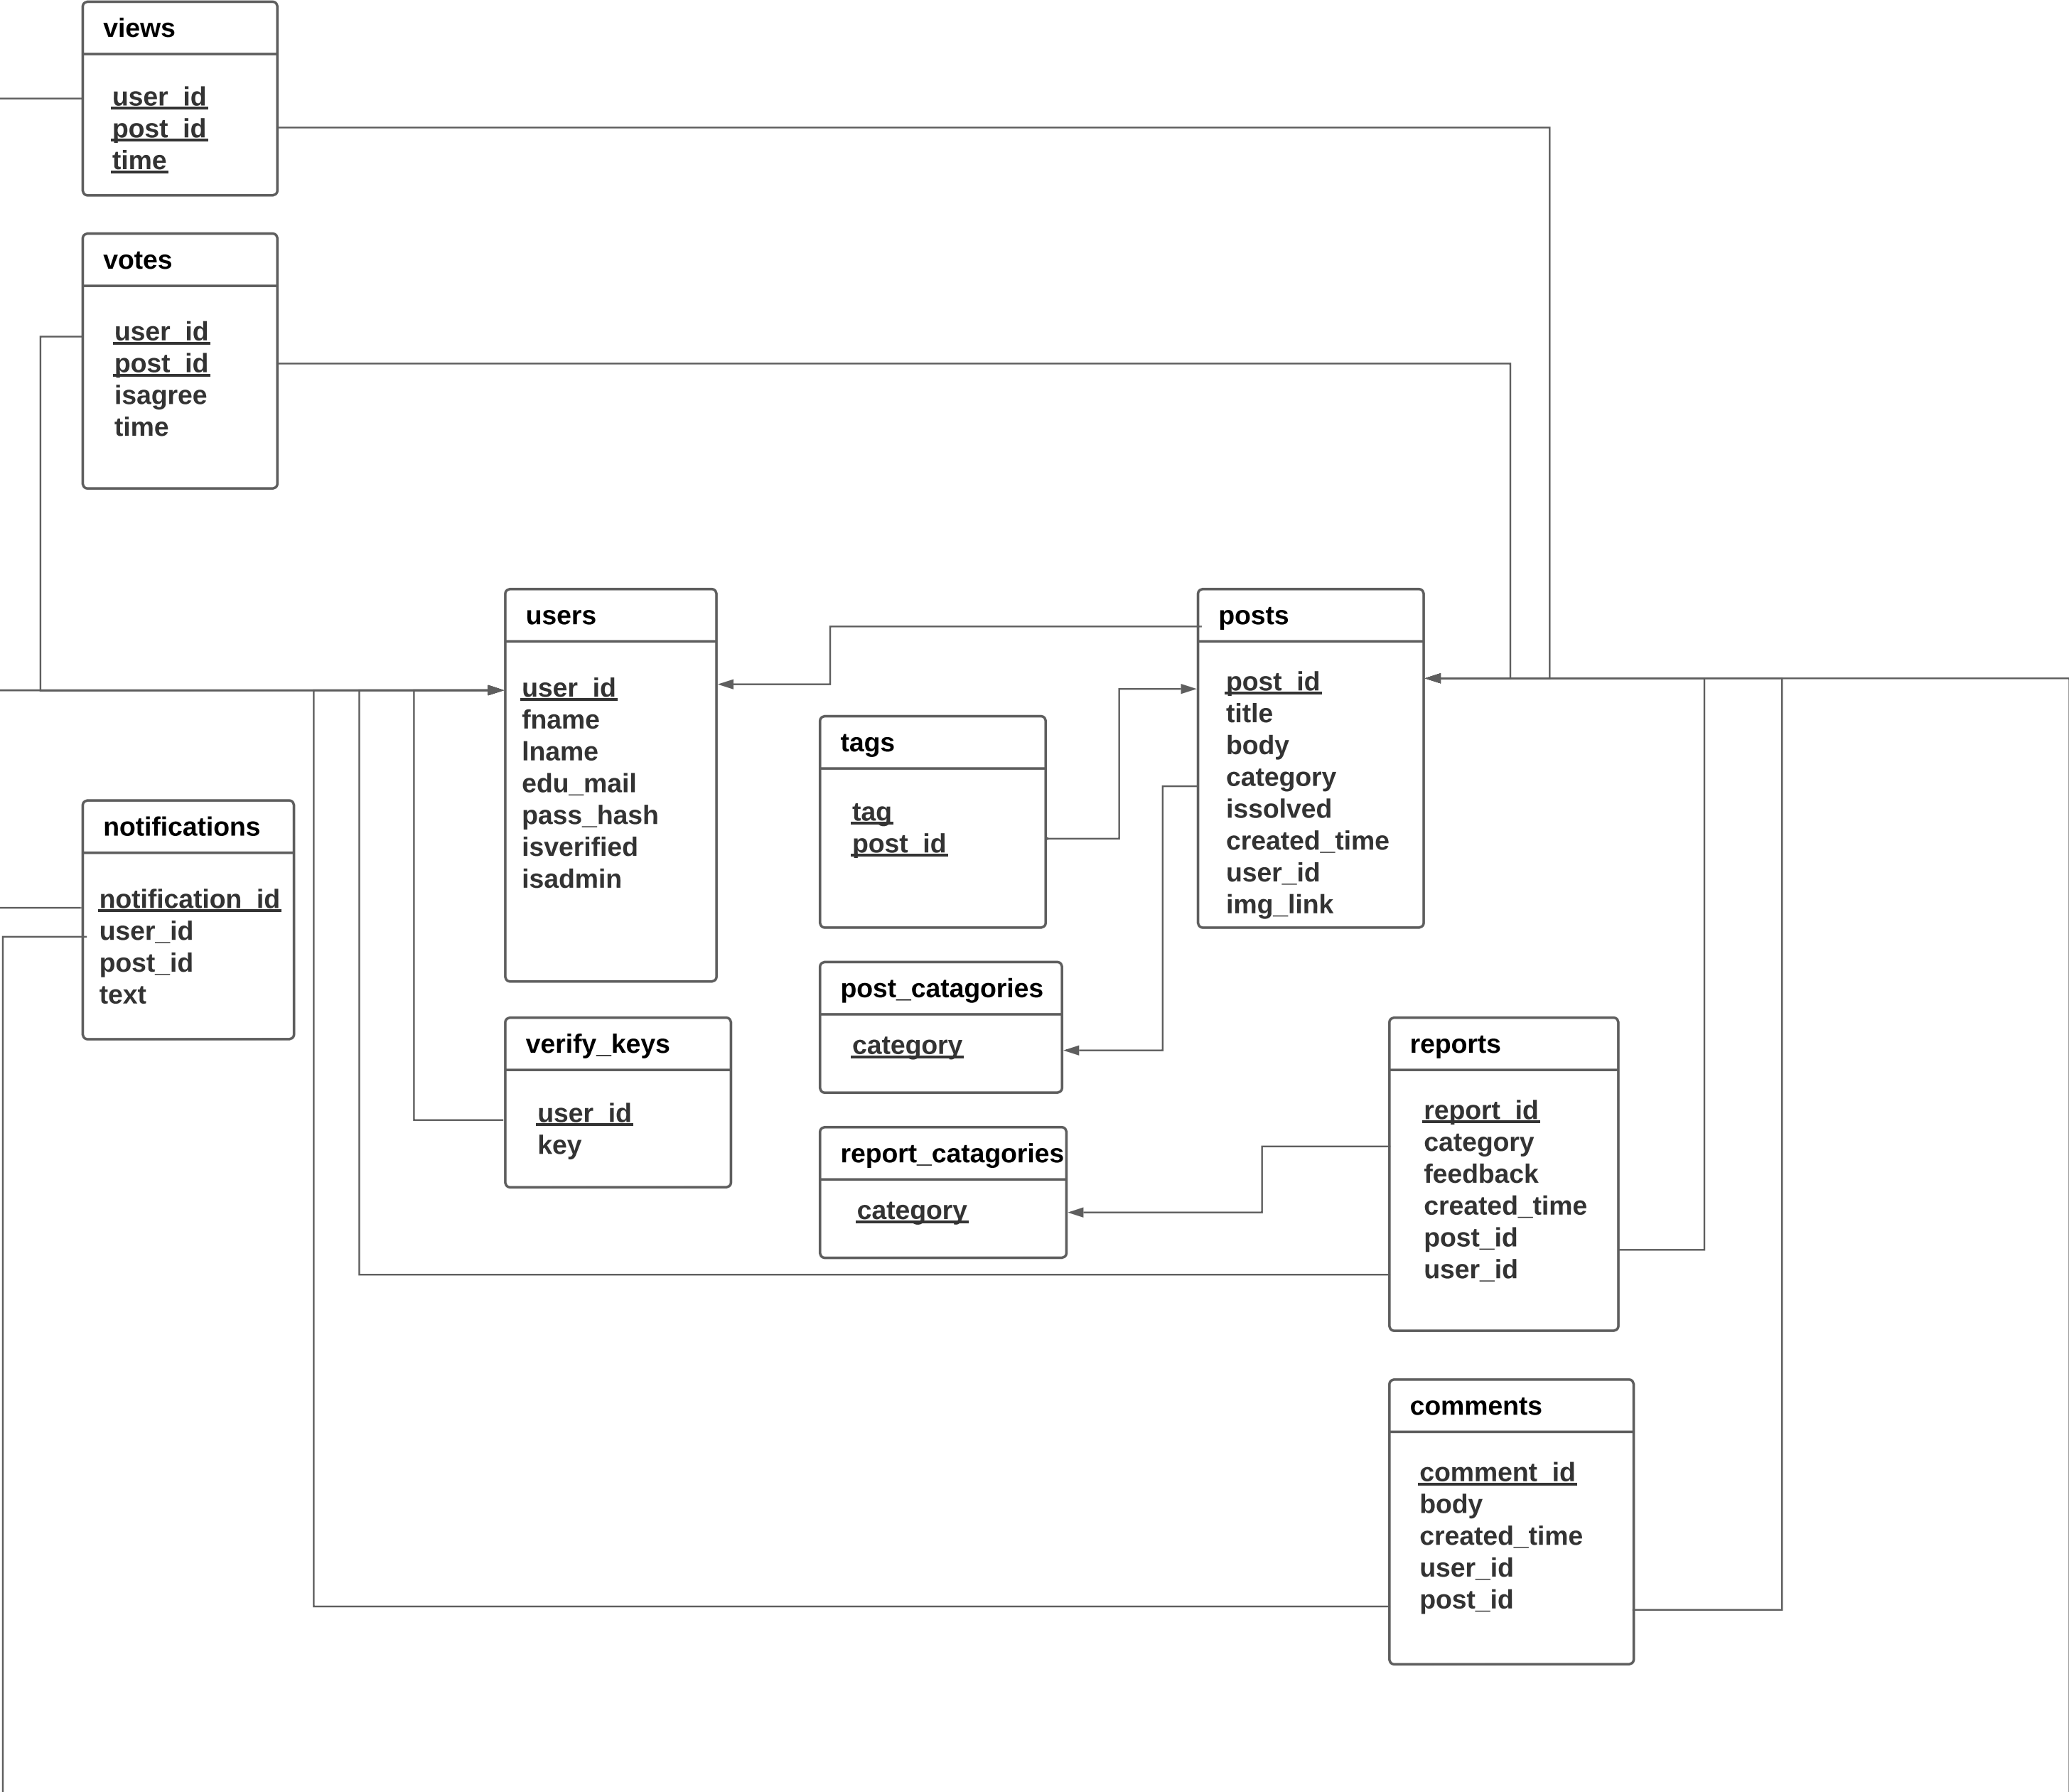 views
user_id
post_id
time
votes
user_id
post_id
isagree
time
users
user_id
fname
lname
edu_mail
pass_hash
isverified
isadmin
posts
post_id
title
body
category
issolved
created_time
user_id
img_link
tags
tag
post_id
notifications
notification_id
user_id
post_id
text
post_catagories
category
verify_keys
user_id
key
reports
report_id
category
feedback
created_time
post_id
user_id
report_catagories
category
comments
comment_id
body
created_time
user_id
post_id